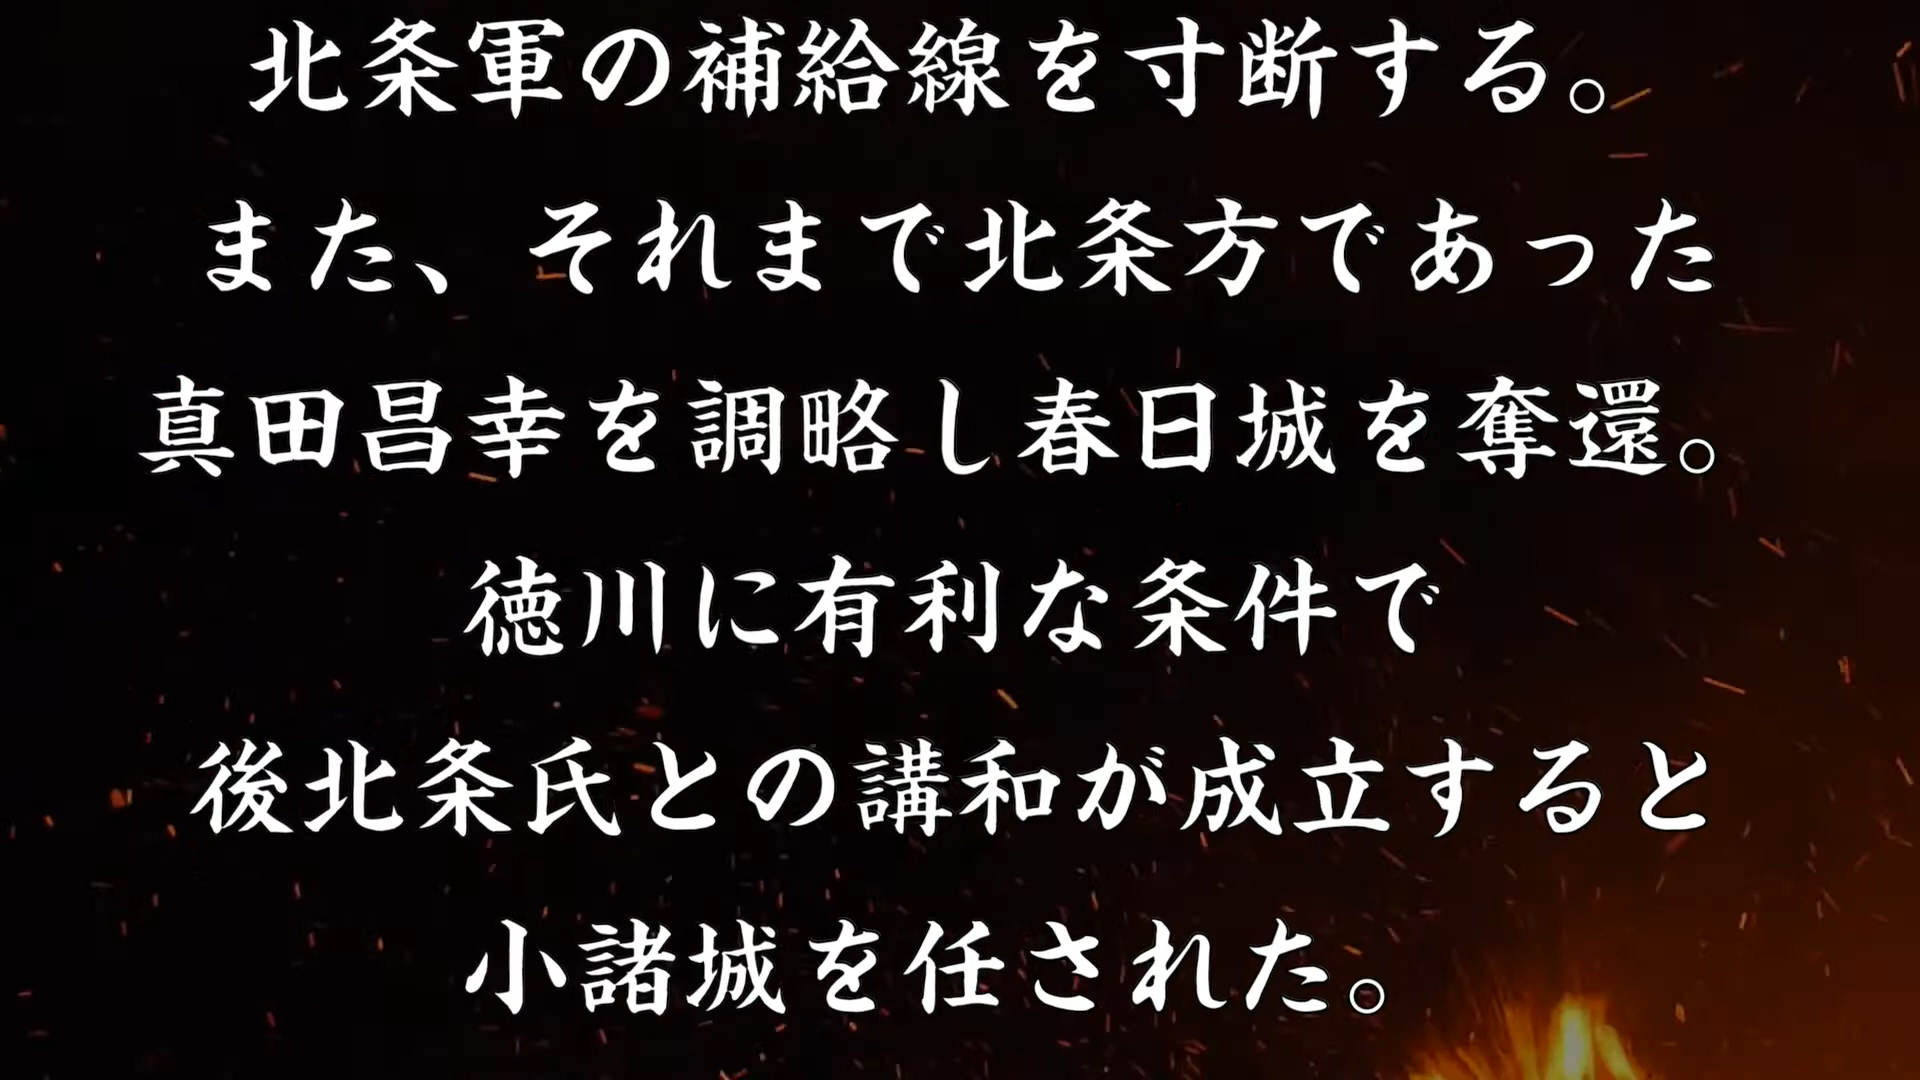 北条軍の補給線を寸断する。
また、それまで北条方であった
真田昌幸を調略し春日城を奪還。
徳川に有利な条件で
後北条氏との講和が成立すると
小諸城を任された。